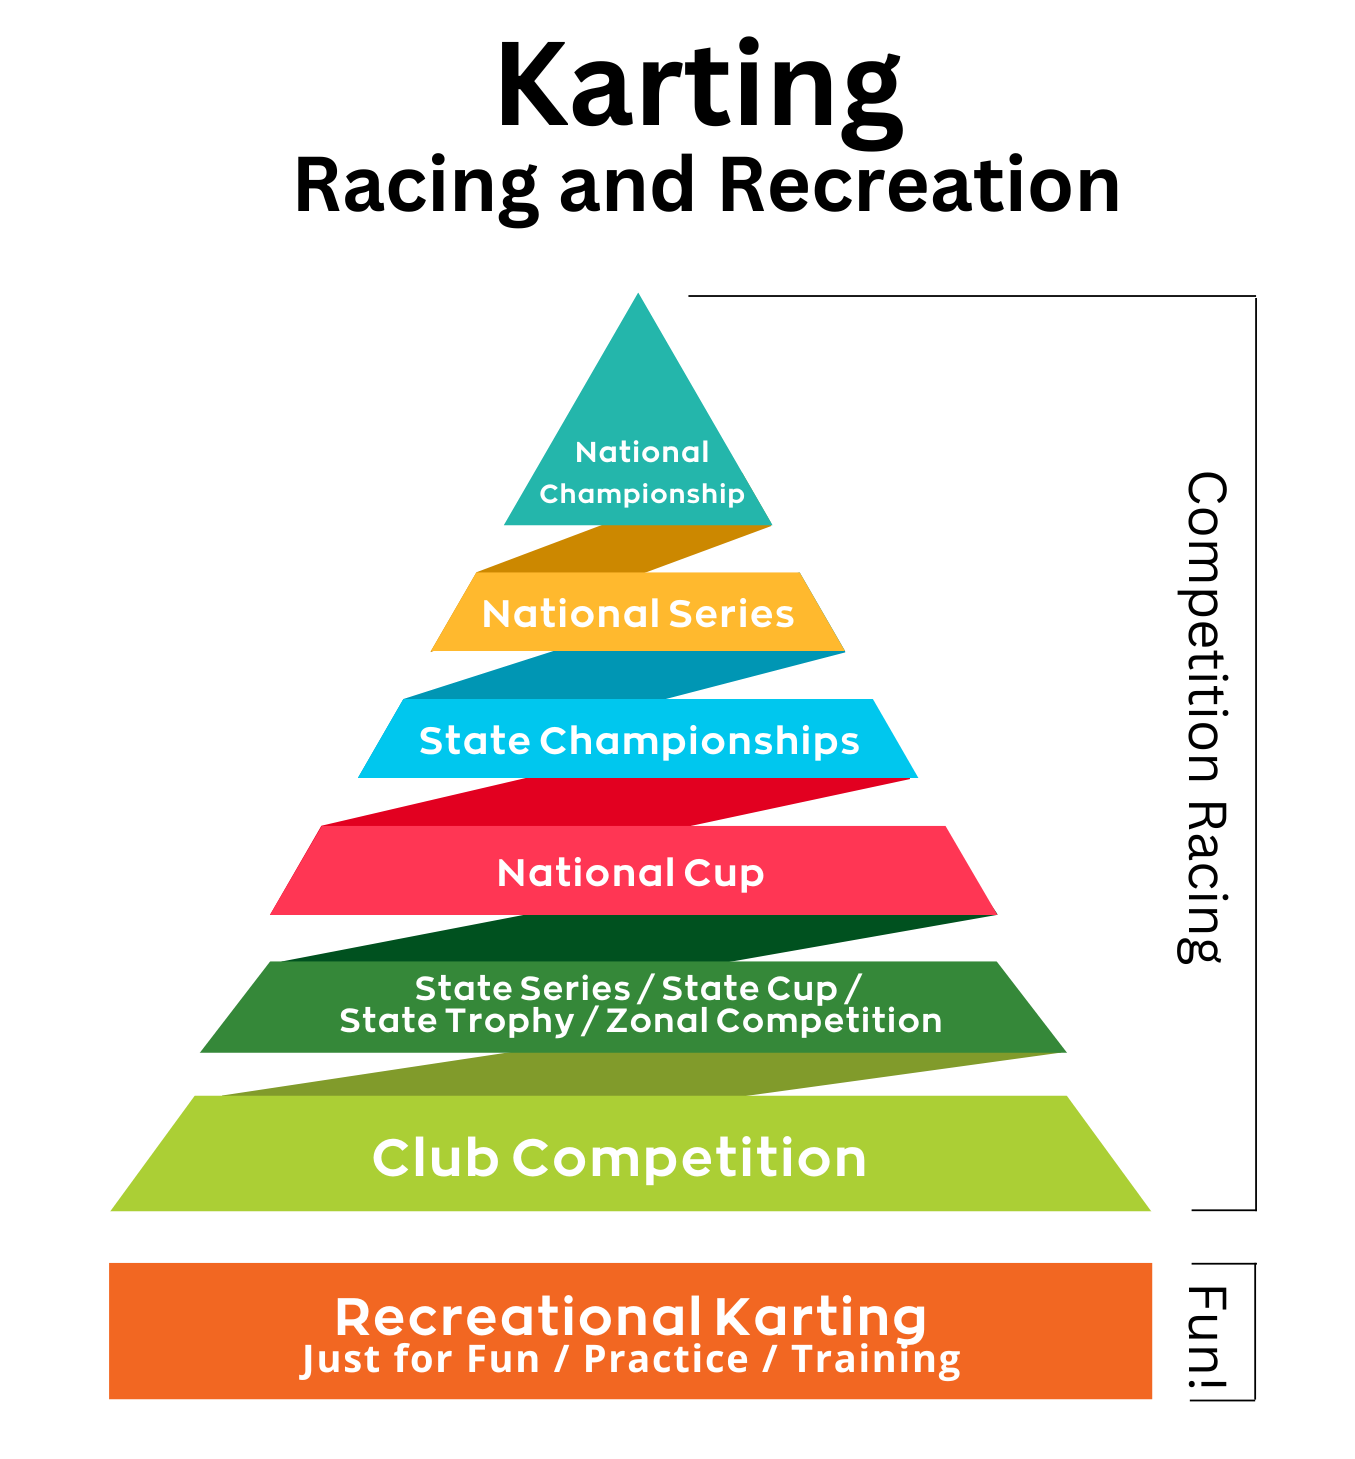 Karting
Racing and Recreation
National
Championship
National Series
State Championships
National Cup
State Series / State Cup /
State Trophy / Zonal Competition
Club Competition
Competition Racing
Recreational Karting
Just for Fun / Practice / Training
Fun!